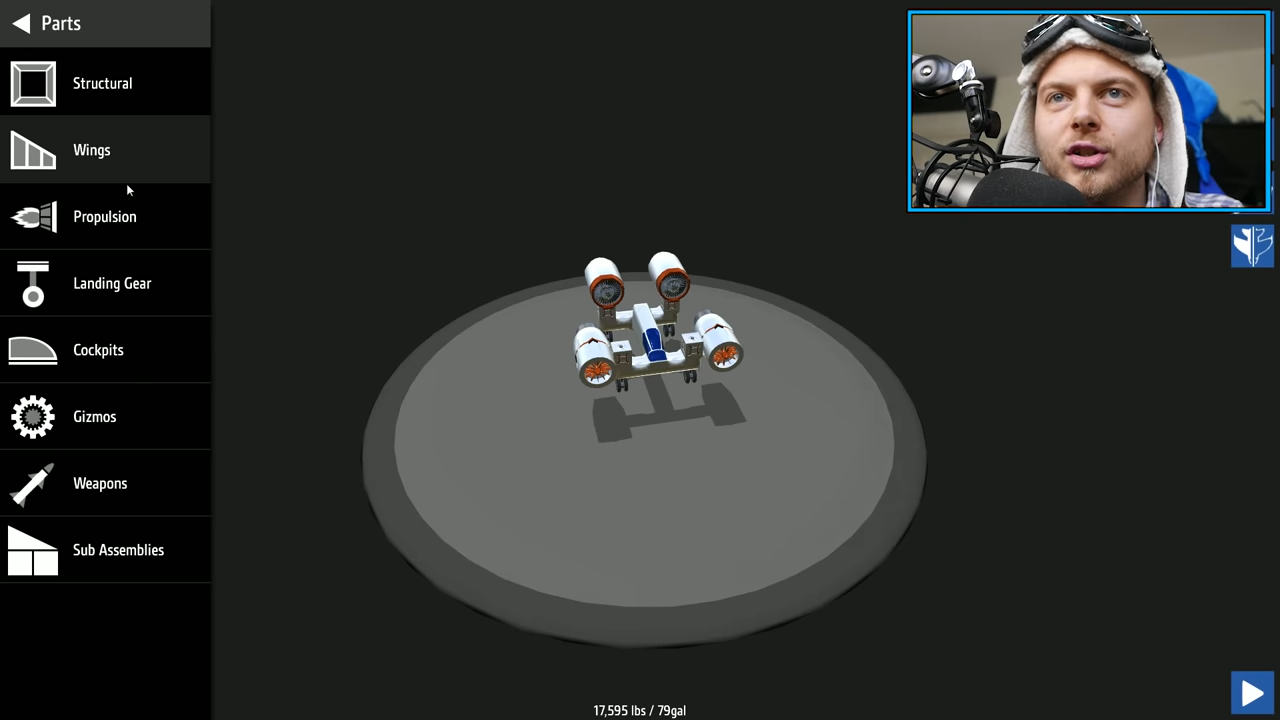 Parts
Structural
Wings
Propulsion
Landing Gear
Cockpits
Gizmos
Weapons
Sub Assemblies
17,595 lbs / 79gal